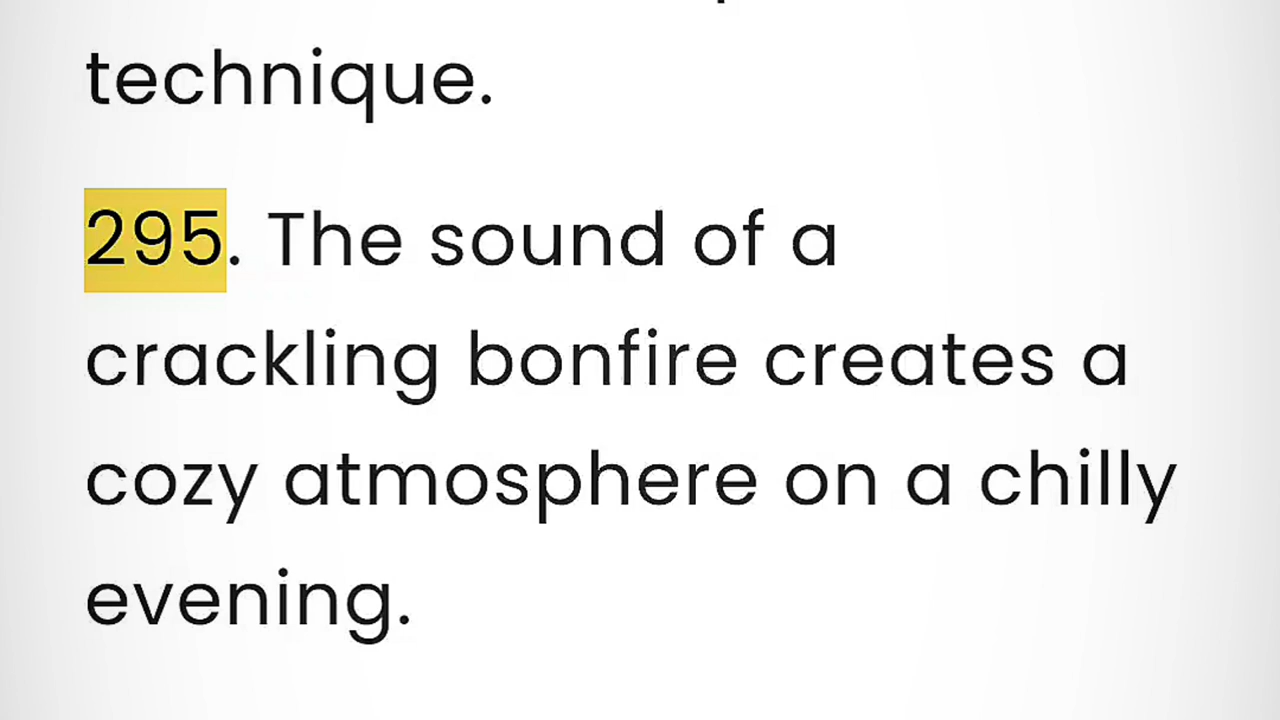 technique.
295. The sound of a
crackling bonfire creates a
cozy atmosphere on a chilly
evening.